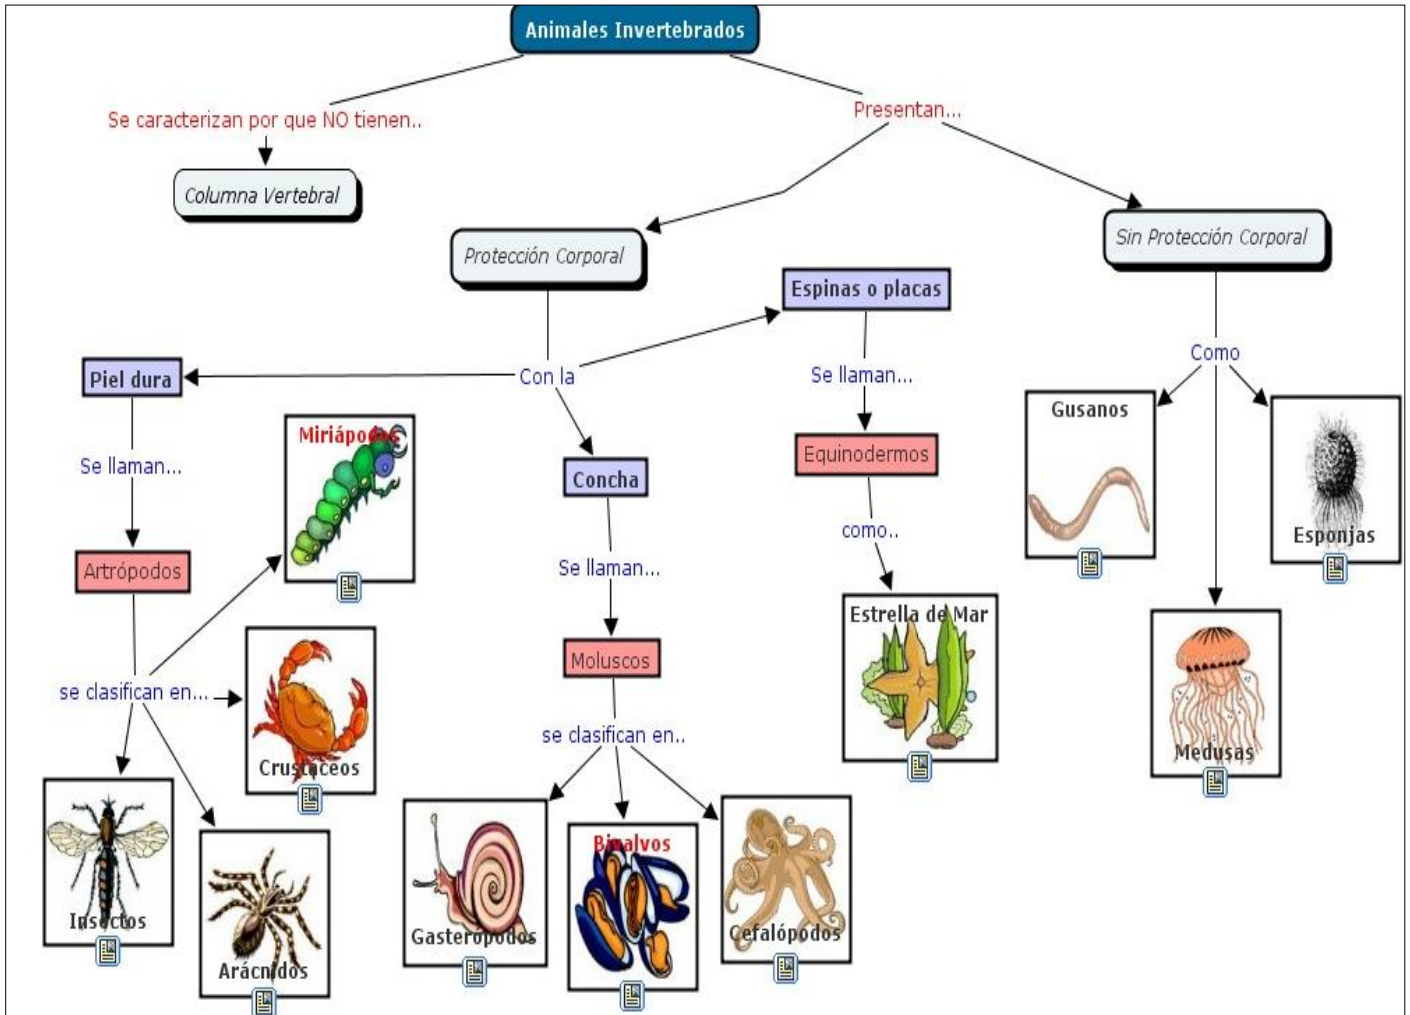 Animales Invertebrados
Se caracterizan por que NO tienen..
Presentan...
Columna Vertebral
Protección Corporal
Sin Protección Corporal
Espinas o placas
Piel dura
Con la
Se llaman...
Como
Miriápodos
Se llaman...
Concha
Equinodermos
Gusanos
Esponjas
Artrópodos
Se llaman...
como..
Estrella de Mar
Moluscos
se clasifican en...
Crustáceos
se clasifican en..
Medusas
Insectos
Arácnidos
Gasterópodos
Bivalvos
Cefalópodos